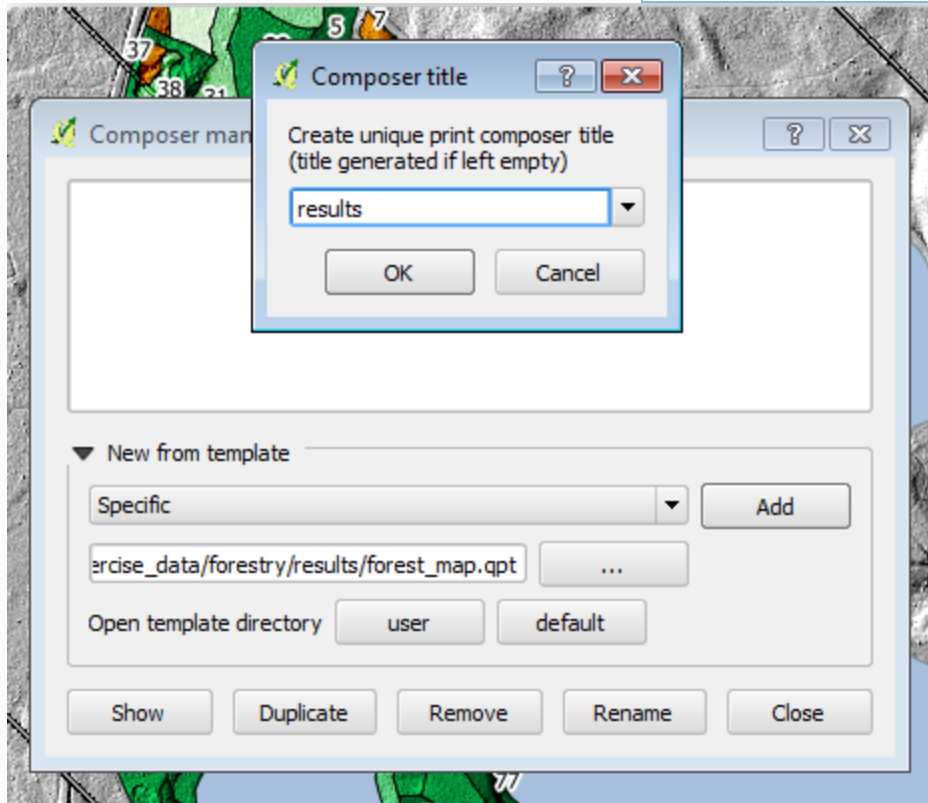 5
7
37
38
21
Composer title
Composer man
Create unique print composer title
(title generated if left empty)
results
OK
Cancel
New from template
Specific
Add
ercise_data/forestry/results/forest_map.qpt
...
Open template directory
user
default
Show
Duplicate
Remove
Rename
Close
77